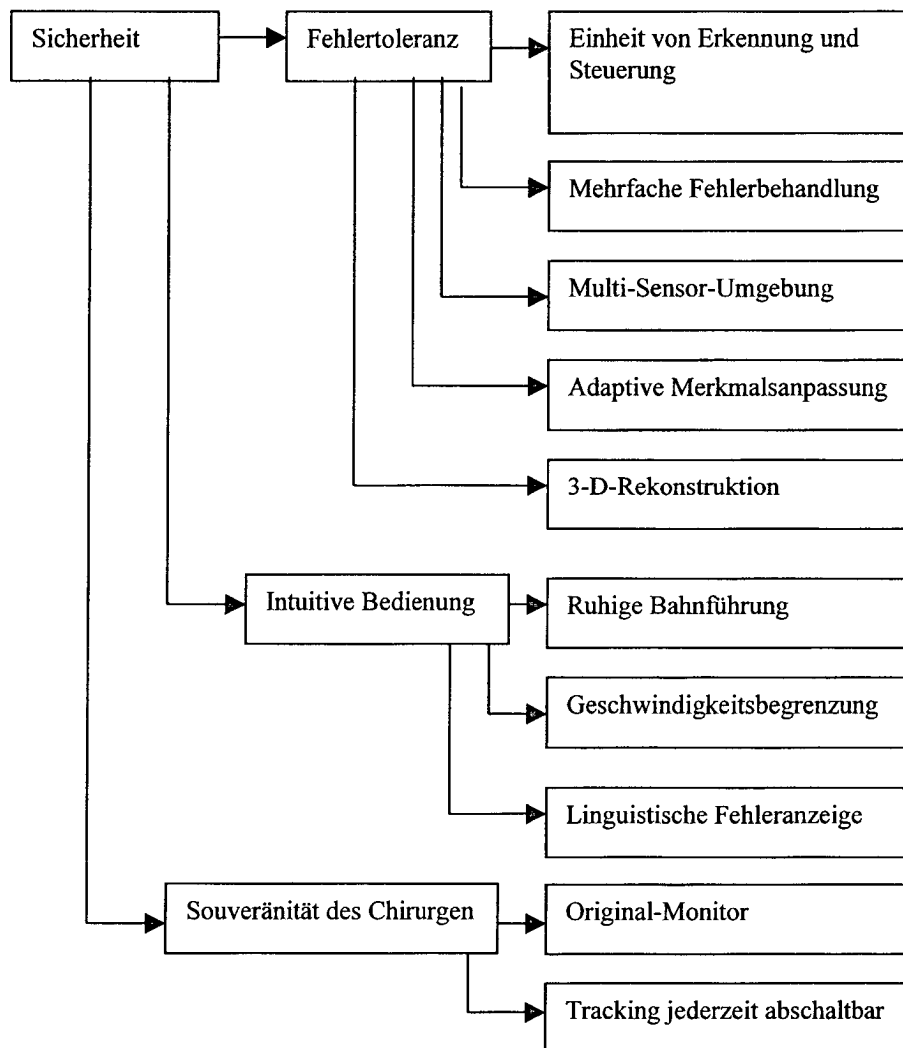 Sicherheit
Fehlertoleranz
Einheit von Erkennung und
Steuerung
Mehrfache Fehlerbehandlung
Multi-Sensor-Umgebung
Adaptive Merkmalsanpassung
3-D-Rekonstruktion
Intuitive Bedienung
Ruhige Bahnführung
Geschwindigkeitsbegrenzung
Linguistische Fehleranzeige
Souveränität des Chirurgen
Original-Monitor
Tracking jederzeit abschaltbar